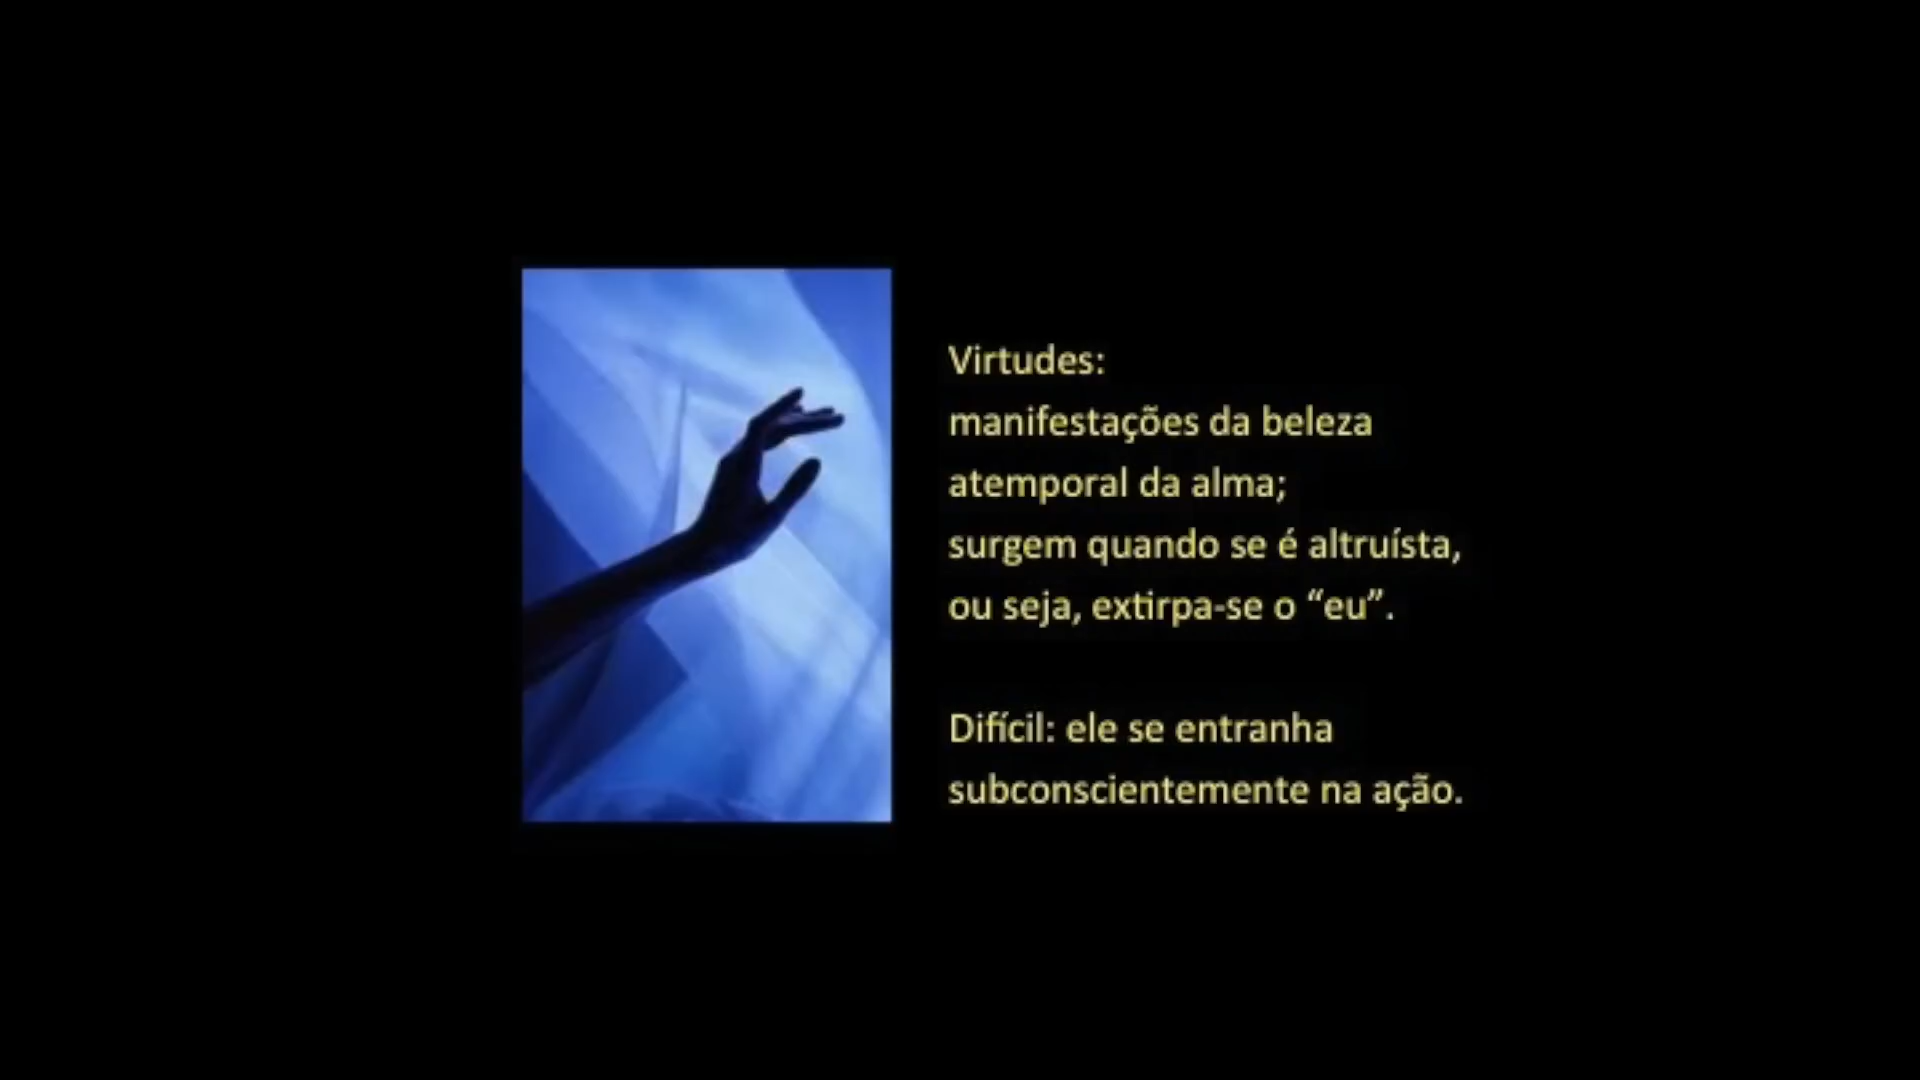 Virtudes:
manifestações da beleza
atemporal da alma;
surgem quando se é altruísta,
ou seja, extirpa-se o “eu”.
Difícil: ele se entranha
subconscientemente na ação.